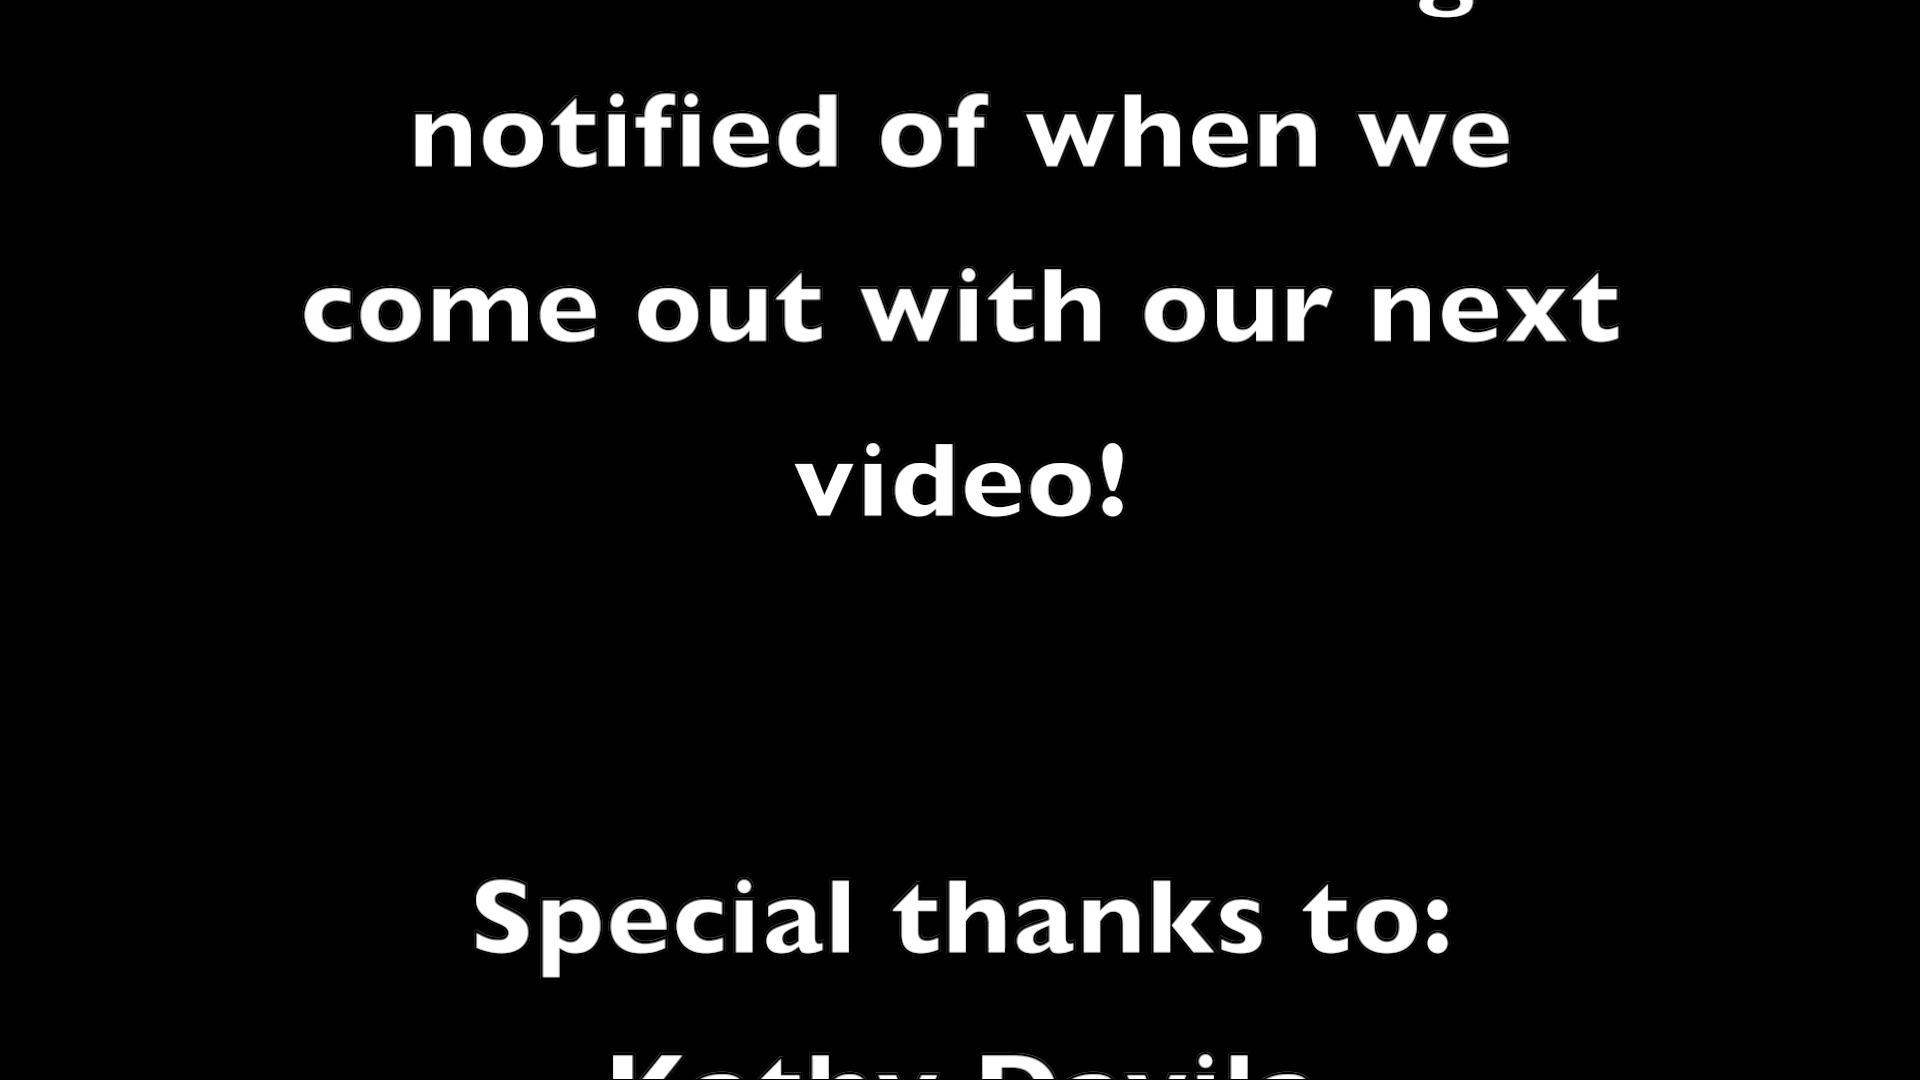 notified of when we
come out with our next
video!
Special thanks to: